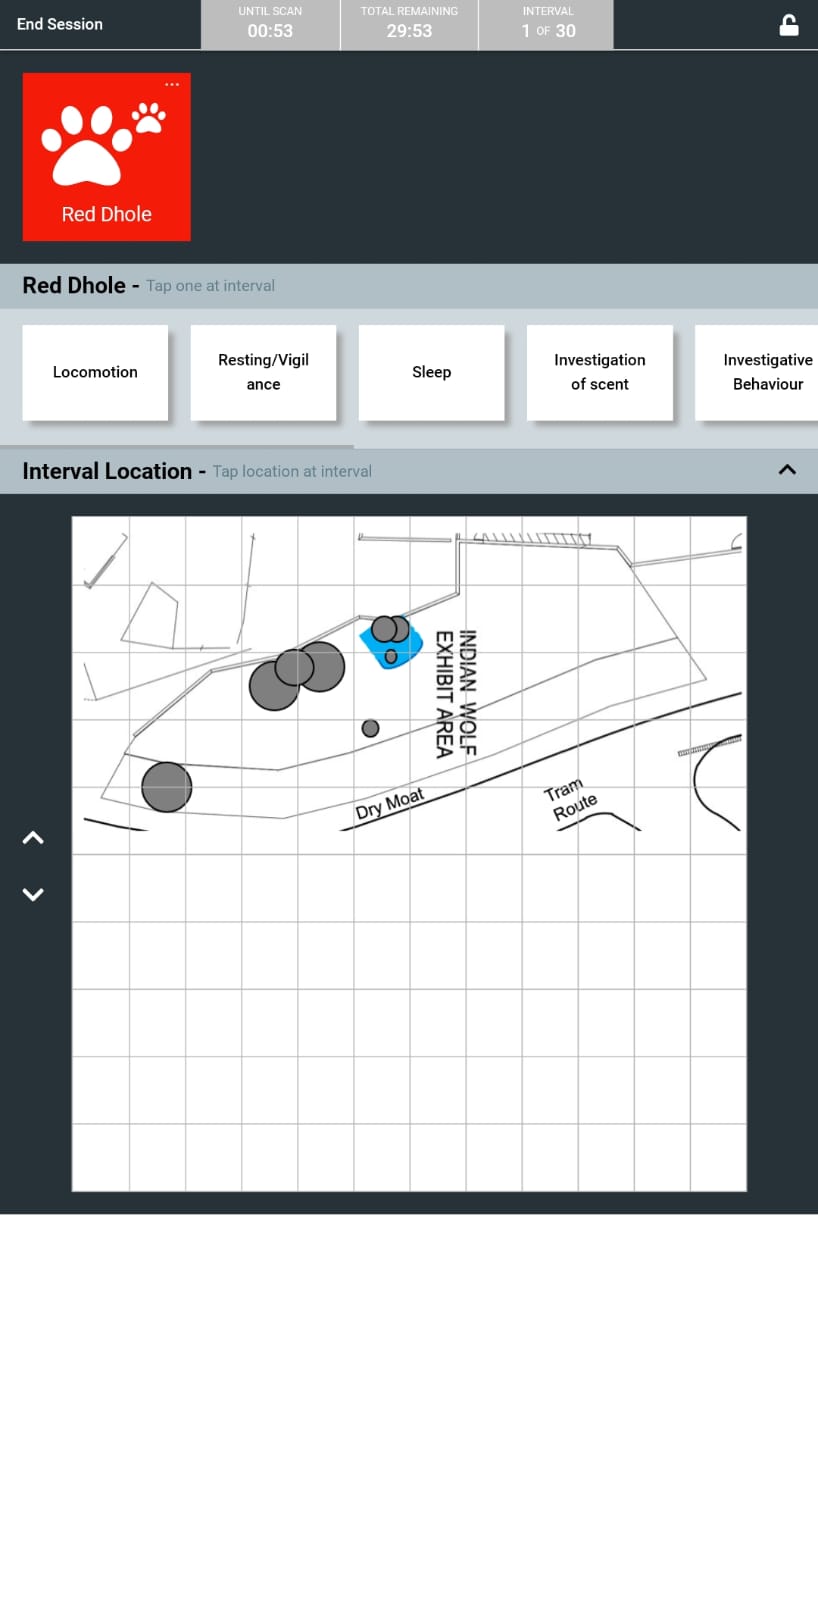 End Session
UNTIL SCAN
00:53
TOTAL REMAINING
29:53
INTERVAL
1 OF 30
Red Dhole
Red Dhole - Tap one at interval
Locomotion
Resting/Vigil
ance
Sleep
Investigation
of scent
Investigative
Behaviour
Interval Location - Tap location at interval
INDIAN WOLF
EXHIBIT AREA
Dry Moat
Tram
Route